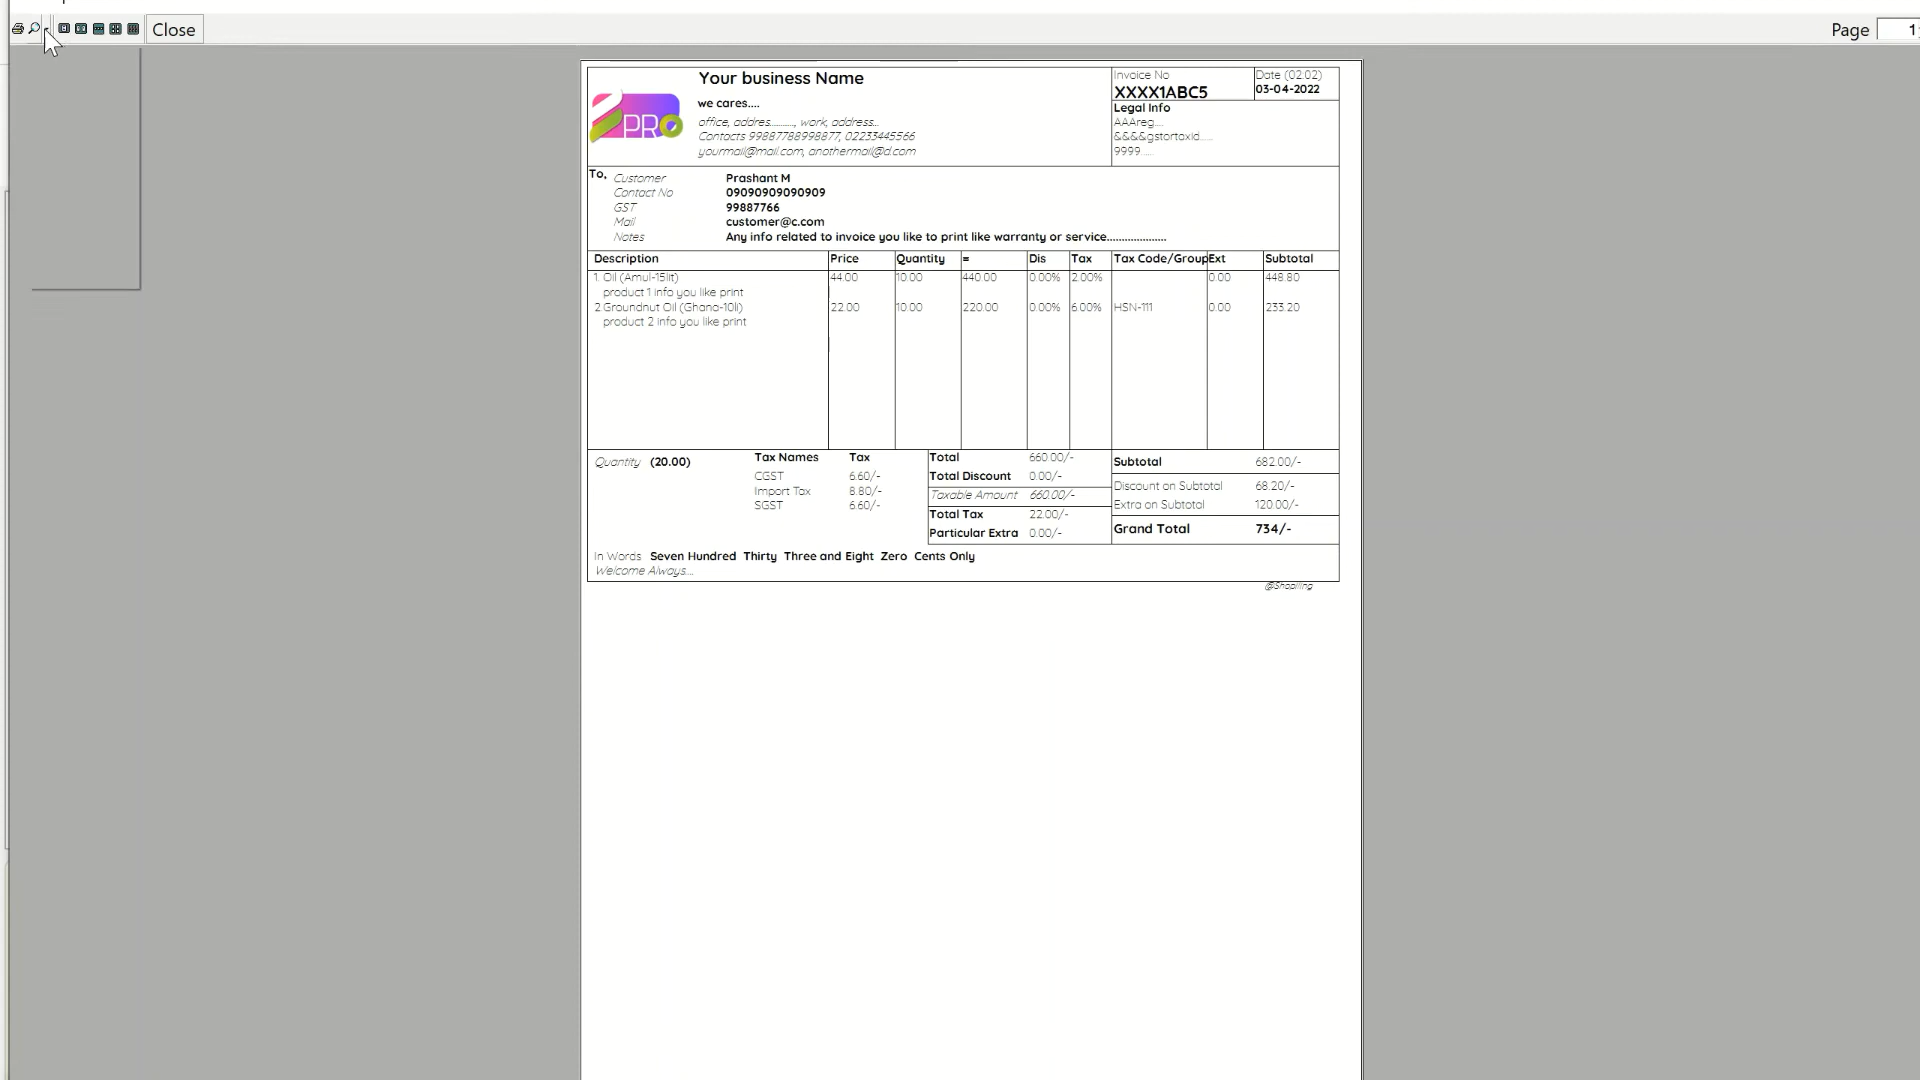 Close
Page 1
Your business Name
we cares....
office, addres.........., work, address...
Contacts 99887788998877, 02233445566
yourmail@mail.com, anothermail@d.com
PRO
Invoice No
XXXX1ABC5
Date (02:02)
03-04-2022
Legal Info
AAAreg....
&&&&gstortaxid.....
9999.....
To,
Customer Prashant M
Contact No 09090909090909
GST 99887766
Mail customer@c.com
Notes Any info related to invoice you like to print like warranty or service...................
Description Price Quantity = Dis Tax Tax Code/Group Ext Subtotal
1. Oil (Amul-15lit) 44.00 10.00 440.00 0.00% 2.00% 0.00 448.80
product 1 info you like print
2.Groundnut Oil (Ghana-10li) 22.00 10.00 220.00 0.00% 6.00% HSN-111 0.00 233.20
product 2 info you like print
Quantity (20.00)
Tax Names Tax
CGST 6.60/-
Import Tax 8.80/-
SGST 6.60/-
Total 660.00/-
Total Discount 0.00/-
Taxable Amount 660.00/-
Total Tax 22.00/-
Particular Extra 0.00/-
Subtotal 682.00/-
Discount on Subtotal 68.20/-
Extra on Subtotal 120.00/-
Grand Total 734/-
In Words Seven Hundred Thirty Three and Eight Zero Cents Only
Welcome Always....